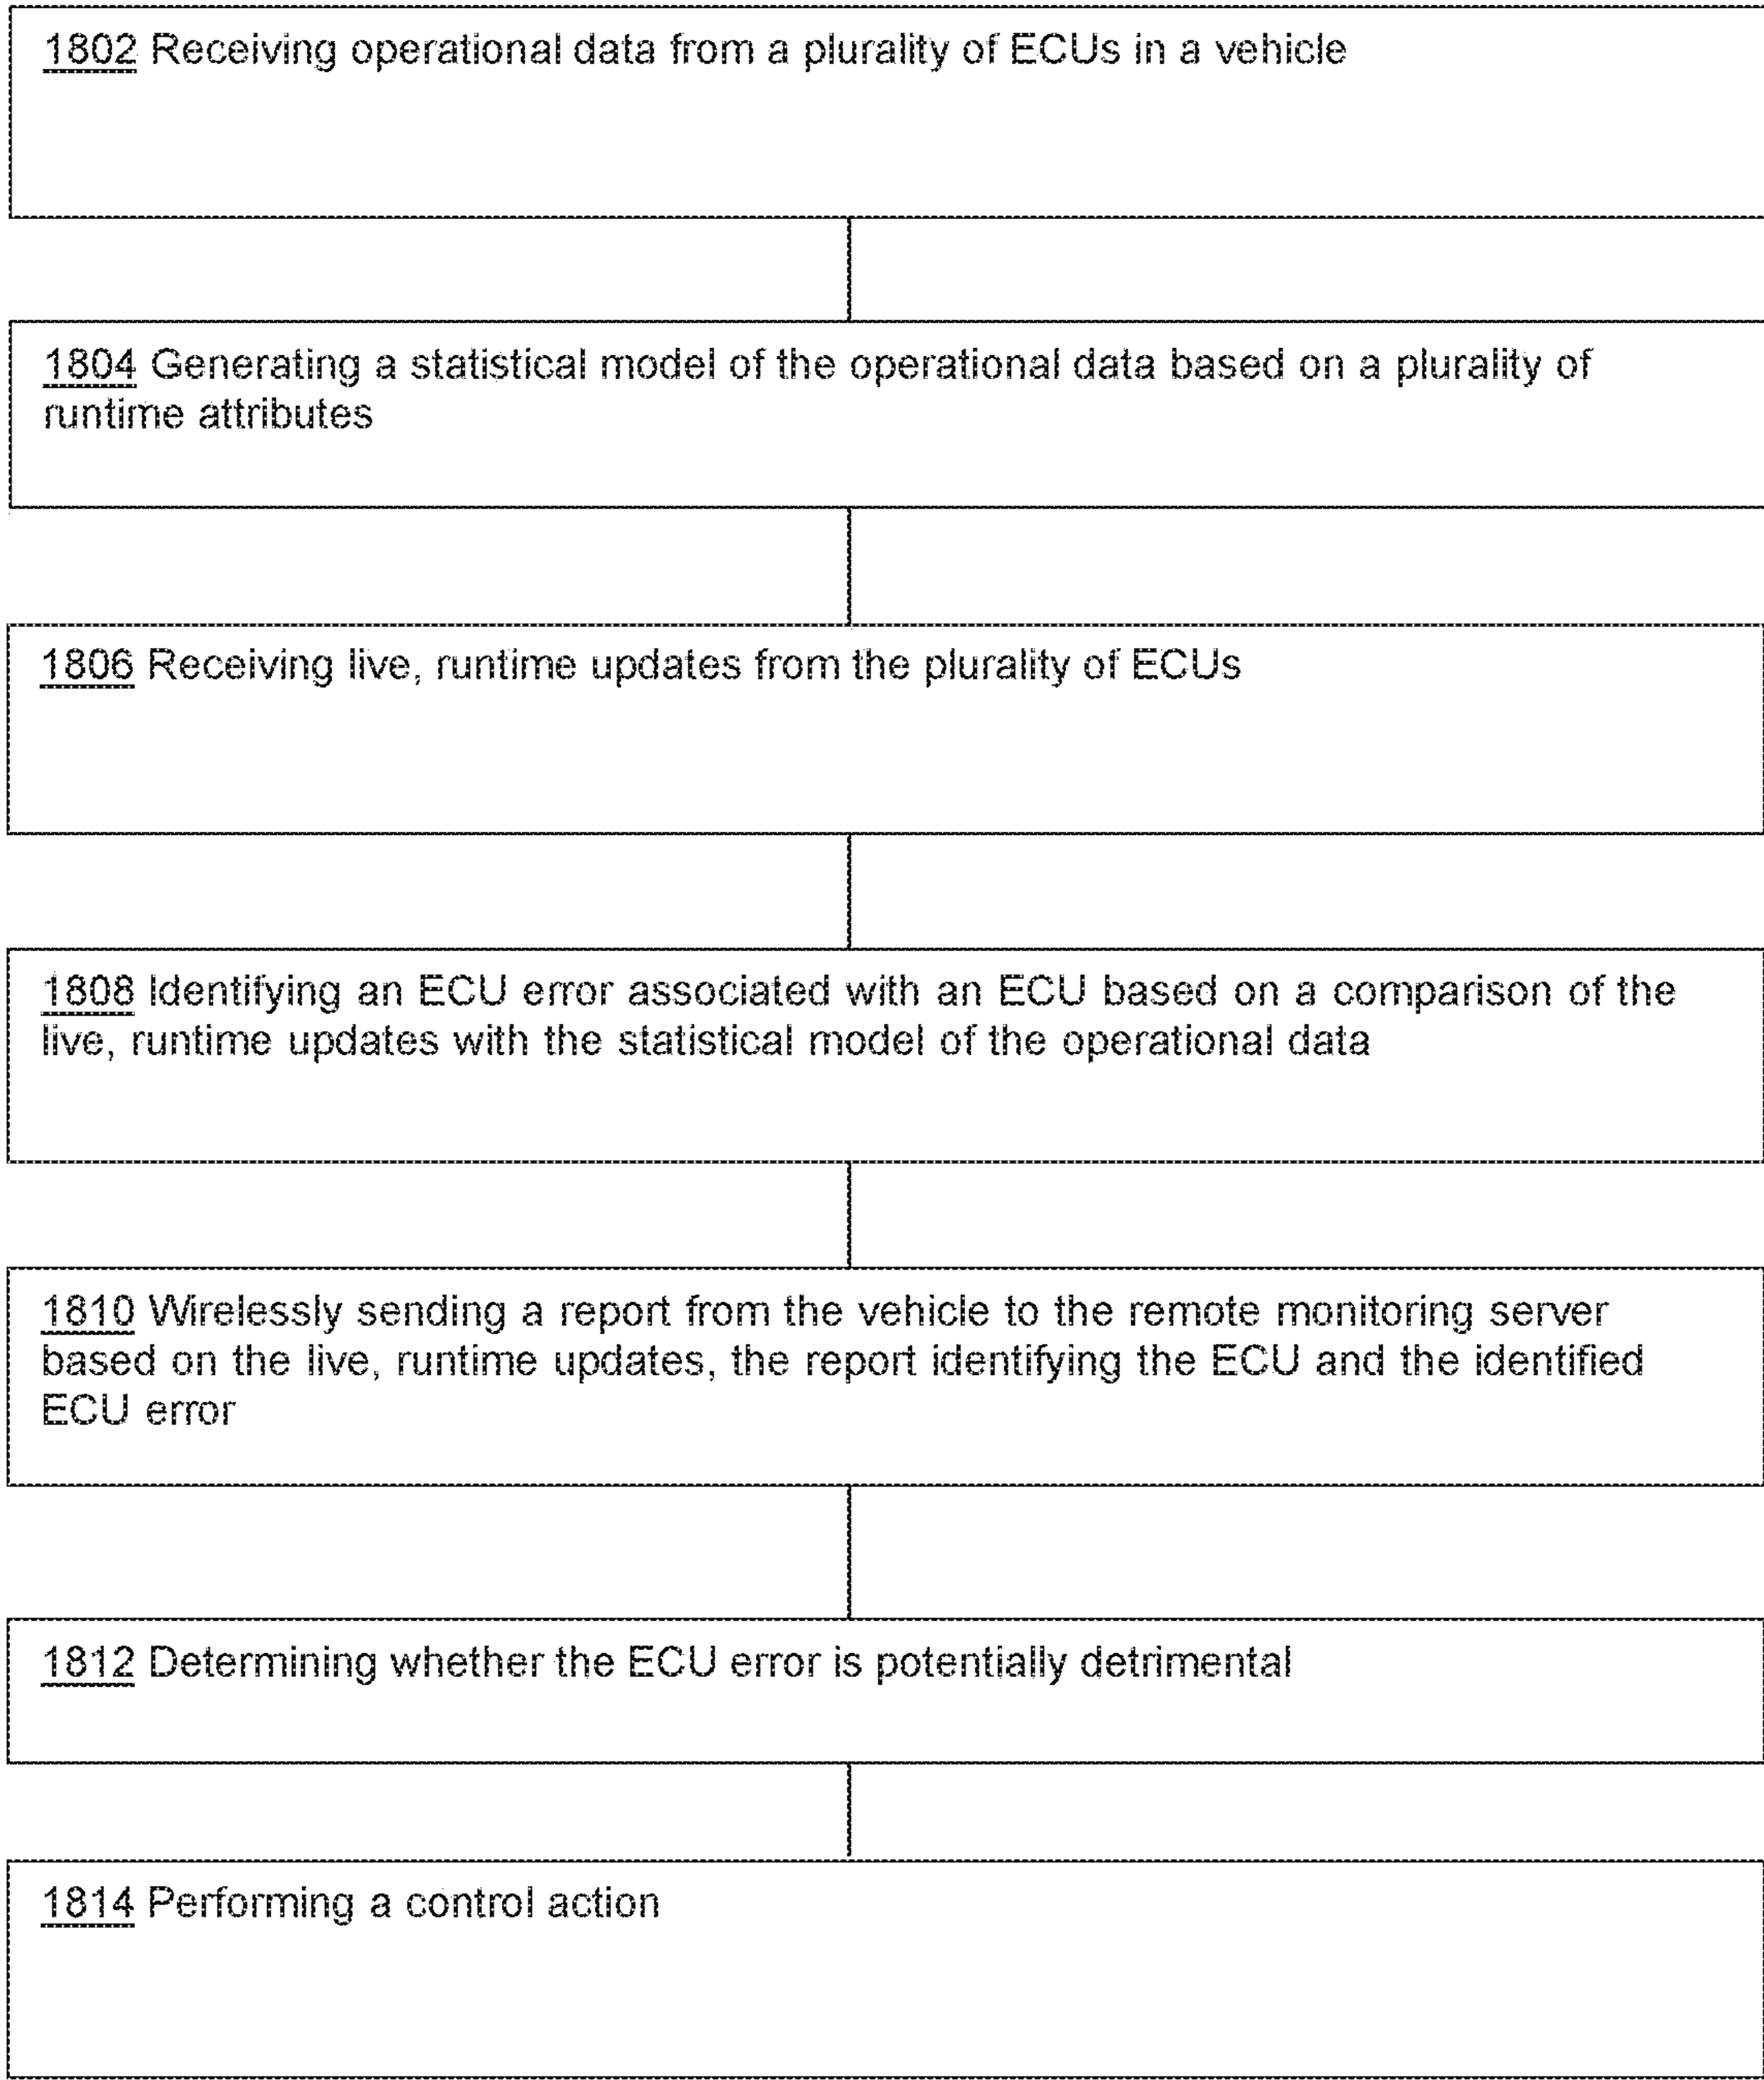 1802 Receiving operational data from a plurality of ECUs in a vehicle
1804 Generating a statistical model of the operational data based on a plurality of
runtime attributes
1806 Receiving live, runtime updates from the plurality of ECUs
1808 Identifying an ECU error associated with an ECU based on a comparison of the
live, runtime updates with the statistical model of the operational data
1810 Wirelessly sending a report from the vehicle to the remote monitoring server
based on the live, runtime updates, the report identifying the ECU and the identified
ECU error
1812 Determining whether the ECU error is potentially detrimental
1814 Performing a control action